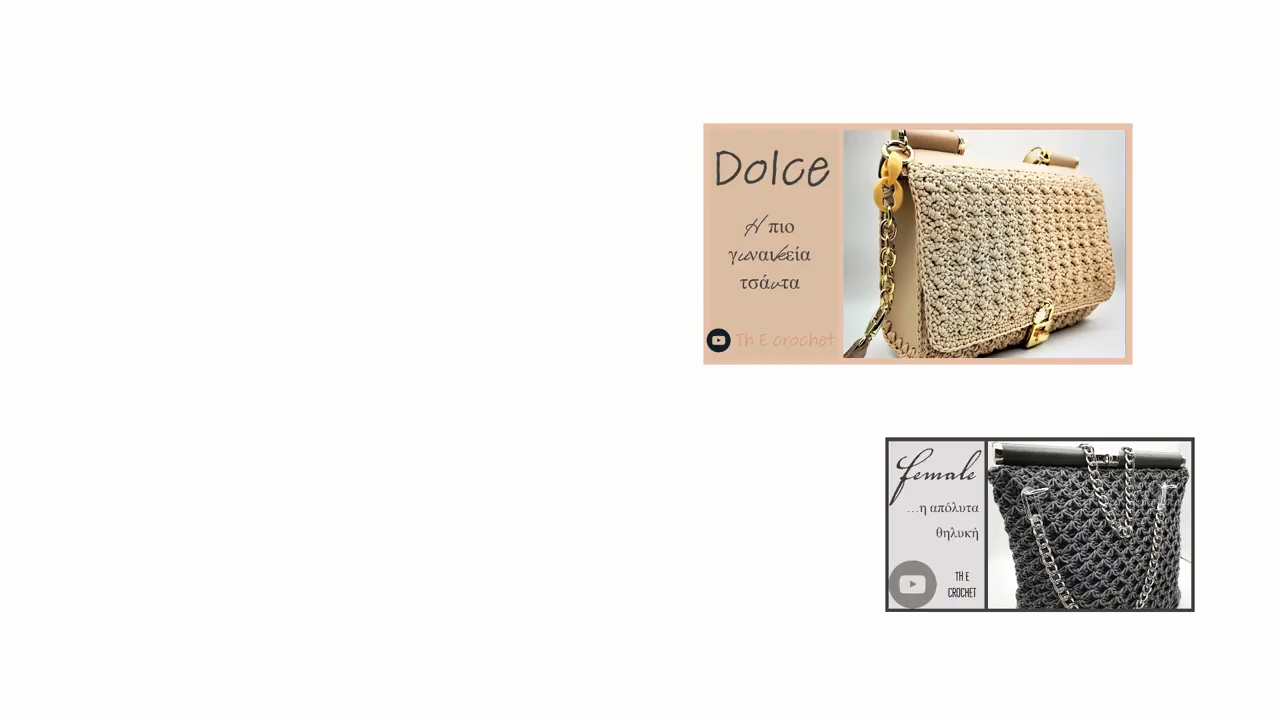 Dolce
Η πιο
γυναικεία
τσάντα
Th E crochet
female
...η απόλυτα
θηλυκή
TH E
CROCHET